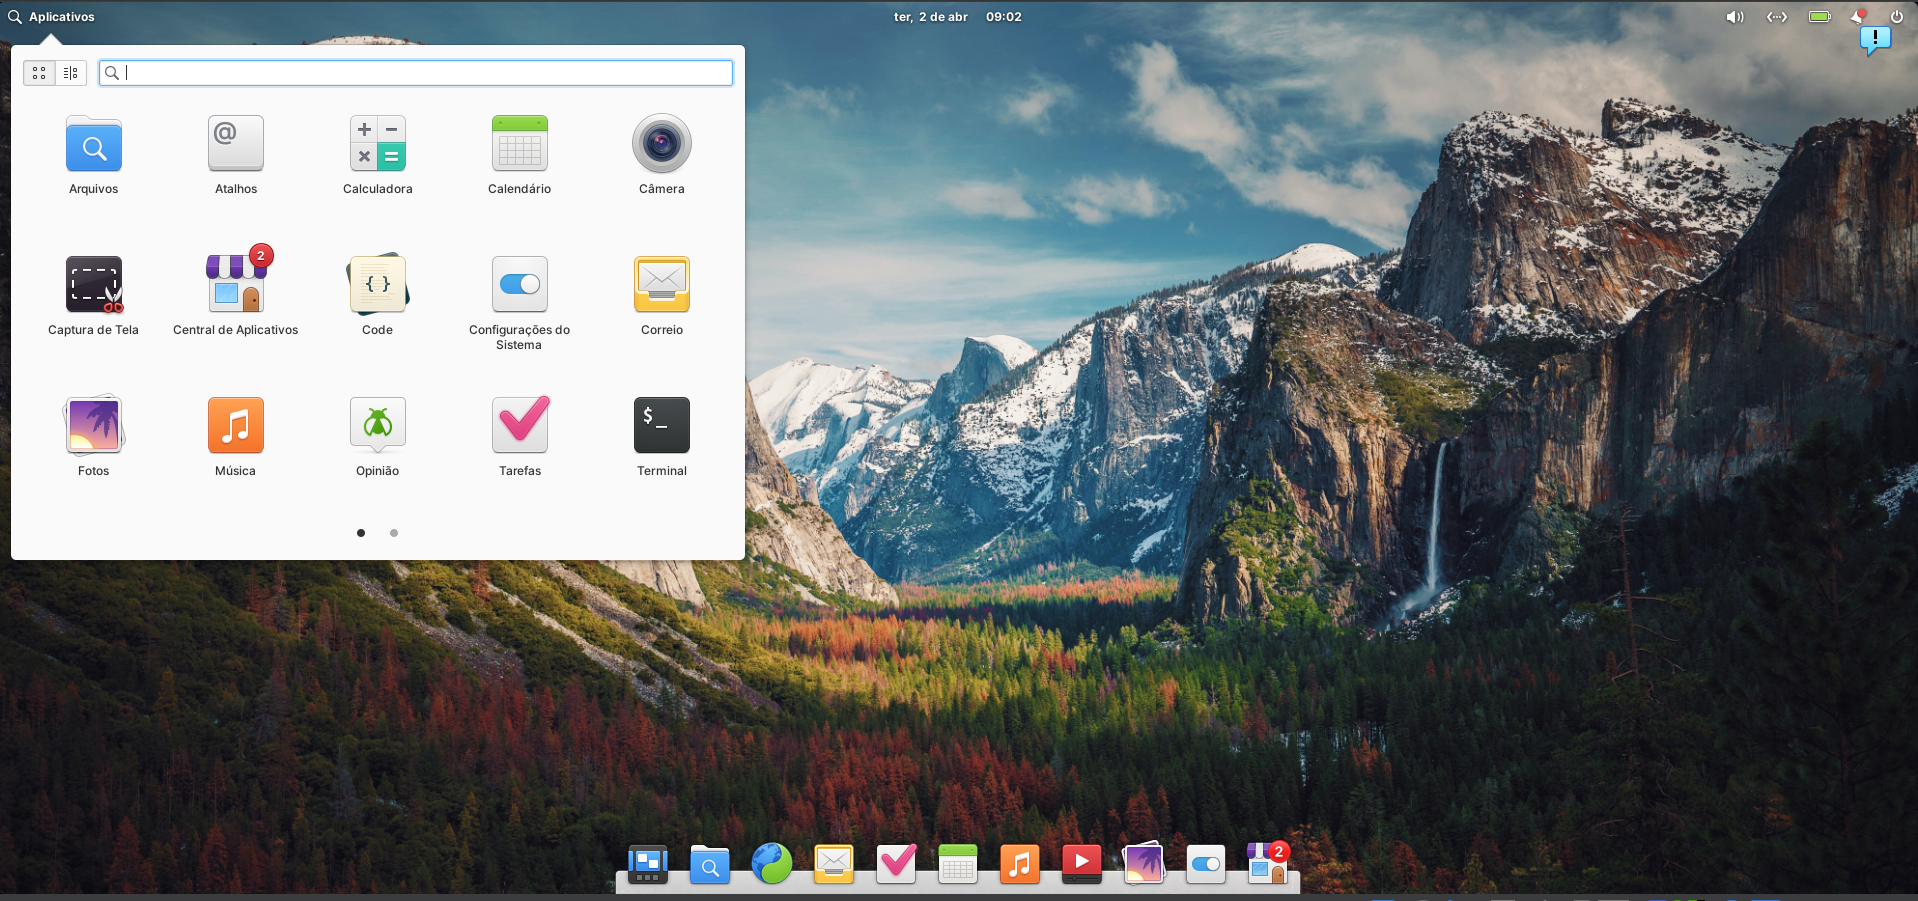 Aplicativos
ter, 2 de abr 09:02
!
Arquivos
Atalhos
Calculadora
Calendário
Câmera
2
Captura de Tela
Central de Aplicativos
Code
Configurações do
Sistema
Correio
$_
Fotos
Música
Opinião
Tarefas
Terminal
2